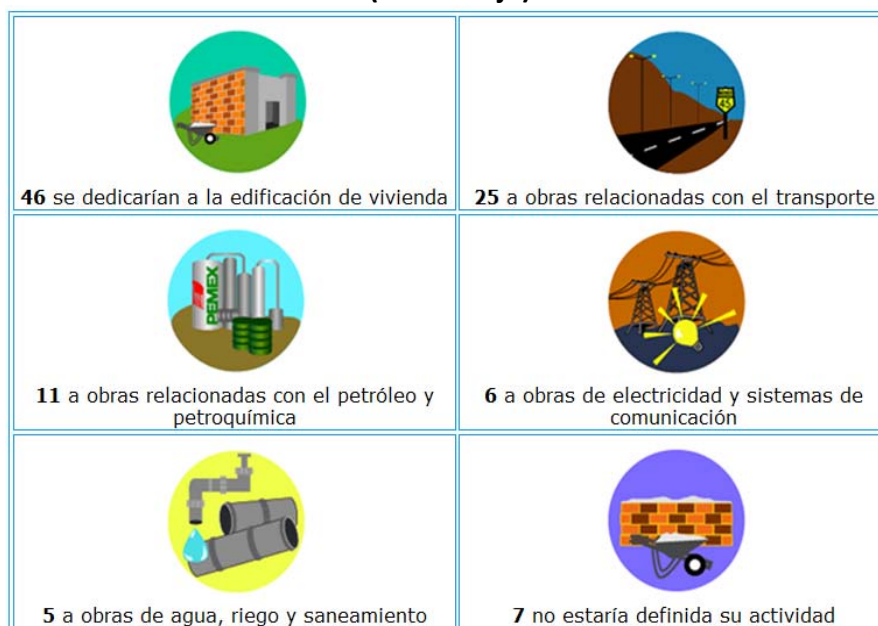 46 se dedicarían a la edificación de vivienda
25 a obras relacionadas con el transporte
45
PEMEX
11 a obras relacionadas con el petróleo y
petroquímica
6 a obras de electricidad y sistemas de
comunicación
5 a obras de agua, riego y saneamiento
7 no estaría definida su actividad